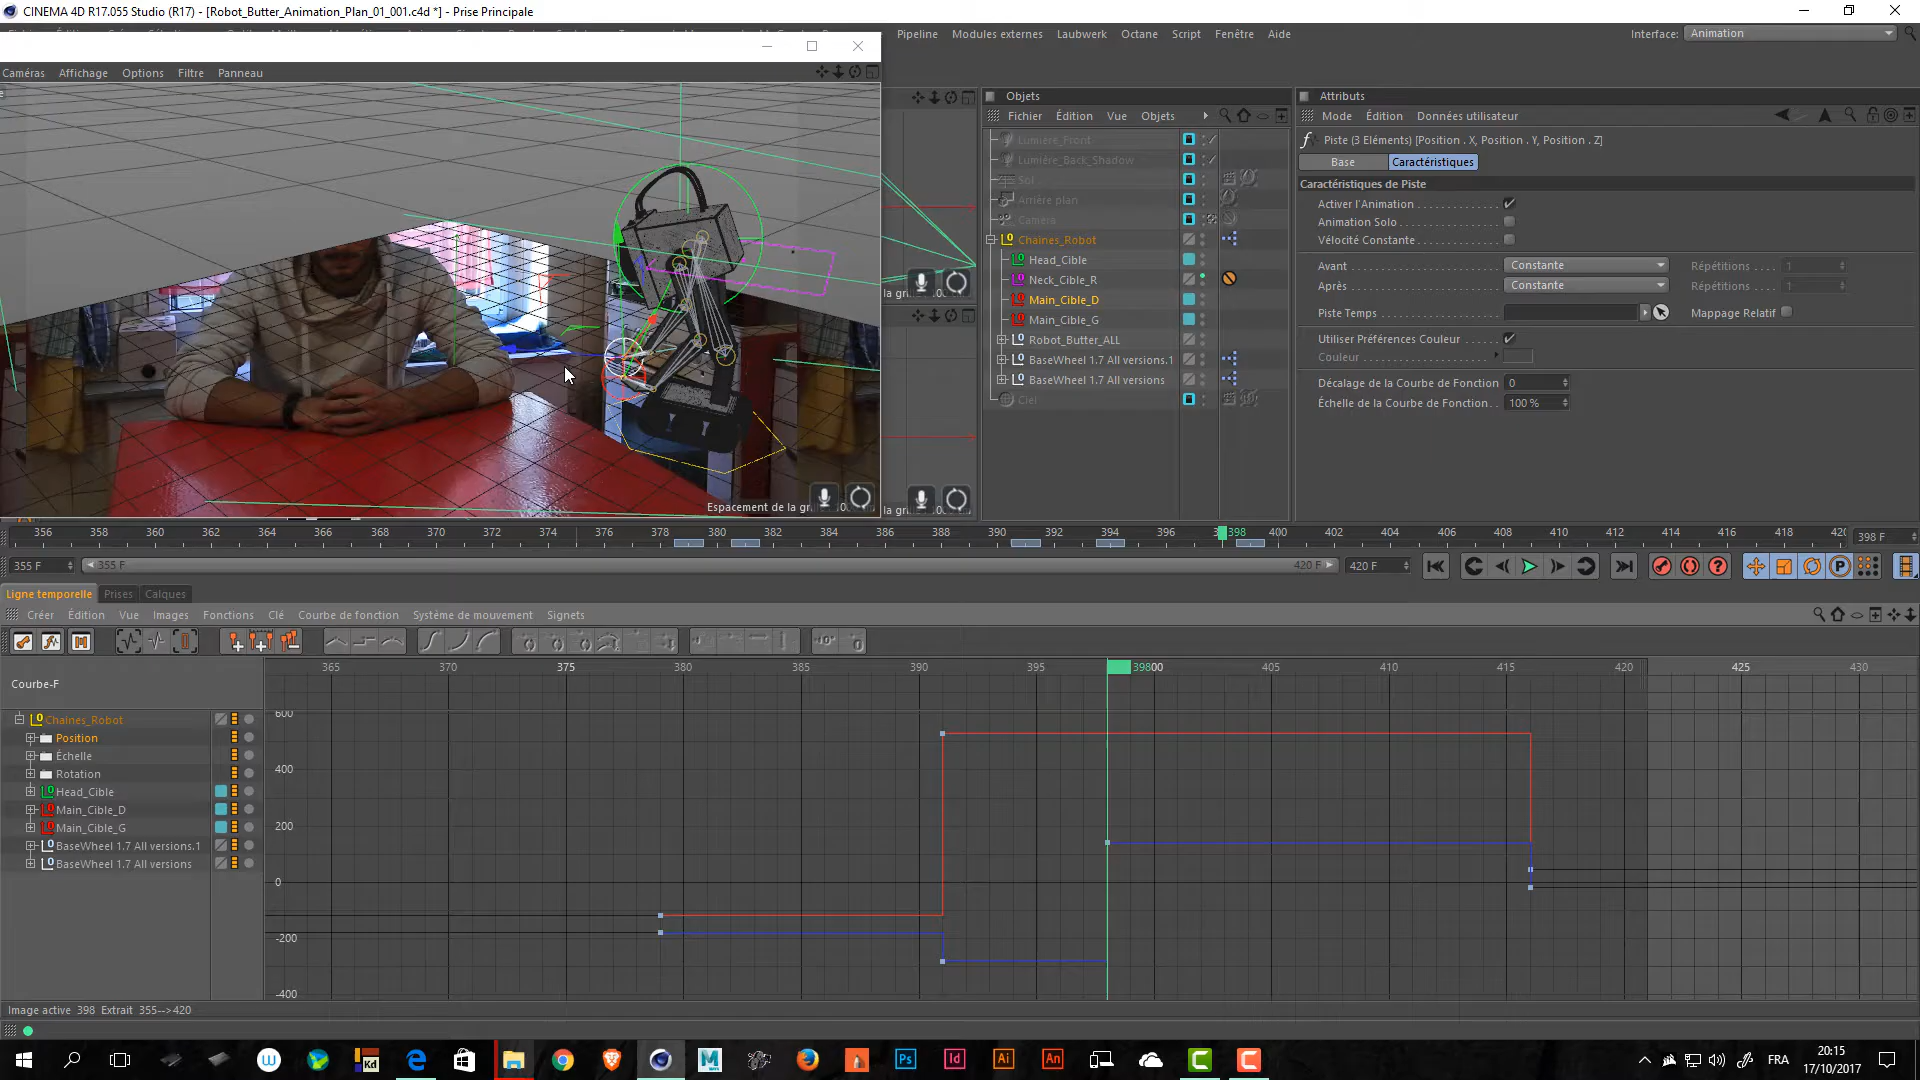 CINEMA 4D R17.055 Studio (R17) - [Robot_Butter_Animation_Plan_01_001.c4d *] - Prise Principale
Pipeline Modules externes Laubwerk Octane Script Fenêtre Aide
Interface: Animation
Caméras Affichage Options Filtre Panneau
Objets
Fichier Édition Vue Objets
Lumiere_Front
Lumiére_Back_Shadow
Sol
Arrière plan
Camera
Chaines_Robot
Head_Cible
Neck_Cible_R
Main_Cible_D
Main_Cible_G
Robot_Butter_ALL
BaseWheel 1.7 All versions.1
BaseWheel 1.7 All versions
Ciel
Attributs
Mode Édition Données utilisateur
Piste (3 Eléments) [Position . X, Position . Y, Position . Z]
Base Caractéristiques
Caractéristiques de Piste
Activer l'Animation
Animation Solo
Vélocité Constante
Avant Constante Répétitions 1
Après Constante Répétitions 1
Piste Temps Mappage Relatif
Utiliser Préférences Couleur
Couleur
Décalage de la Courbe de Fonction 0
Échelle de la Courbe de Fonction 100 %
Espacement de la gri
356 358 360 362 364 366 368 370 372 374 376 378 380 382 384 386 388 390 392 394 396 398 400 402 404 406 408 410 412 414 416 418 420 398 F
355 F 355 F 420 F 420 F
Ligne temporelle Prises Calques
Créer Édition Vue Images Fonctions Clé Courbe de fonction Système de mouvement Signets
365 370 375 380 385 390 395 39800 405 410 415 420 425 430
Courbe-F
Chaines_Robot
Position
Échelle
Rotation
Head_Cible
Main_Cible_D
Main_Cible_G
BaseWheel 1.7 All versions.1
BaseWheel 1.7 All versions
600
400
200
0
-200
-400
Image active 398 Extrait 355-->420
FRA
20:15
17/10/2017